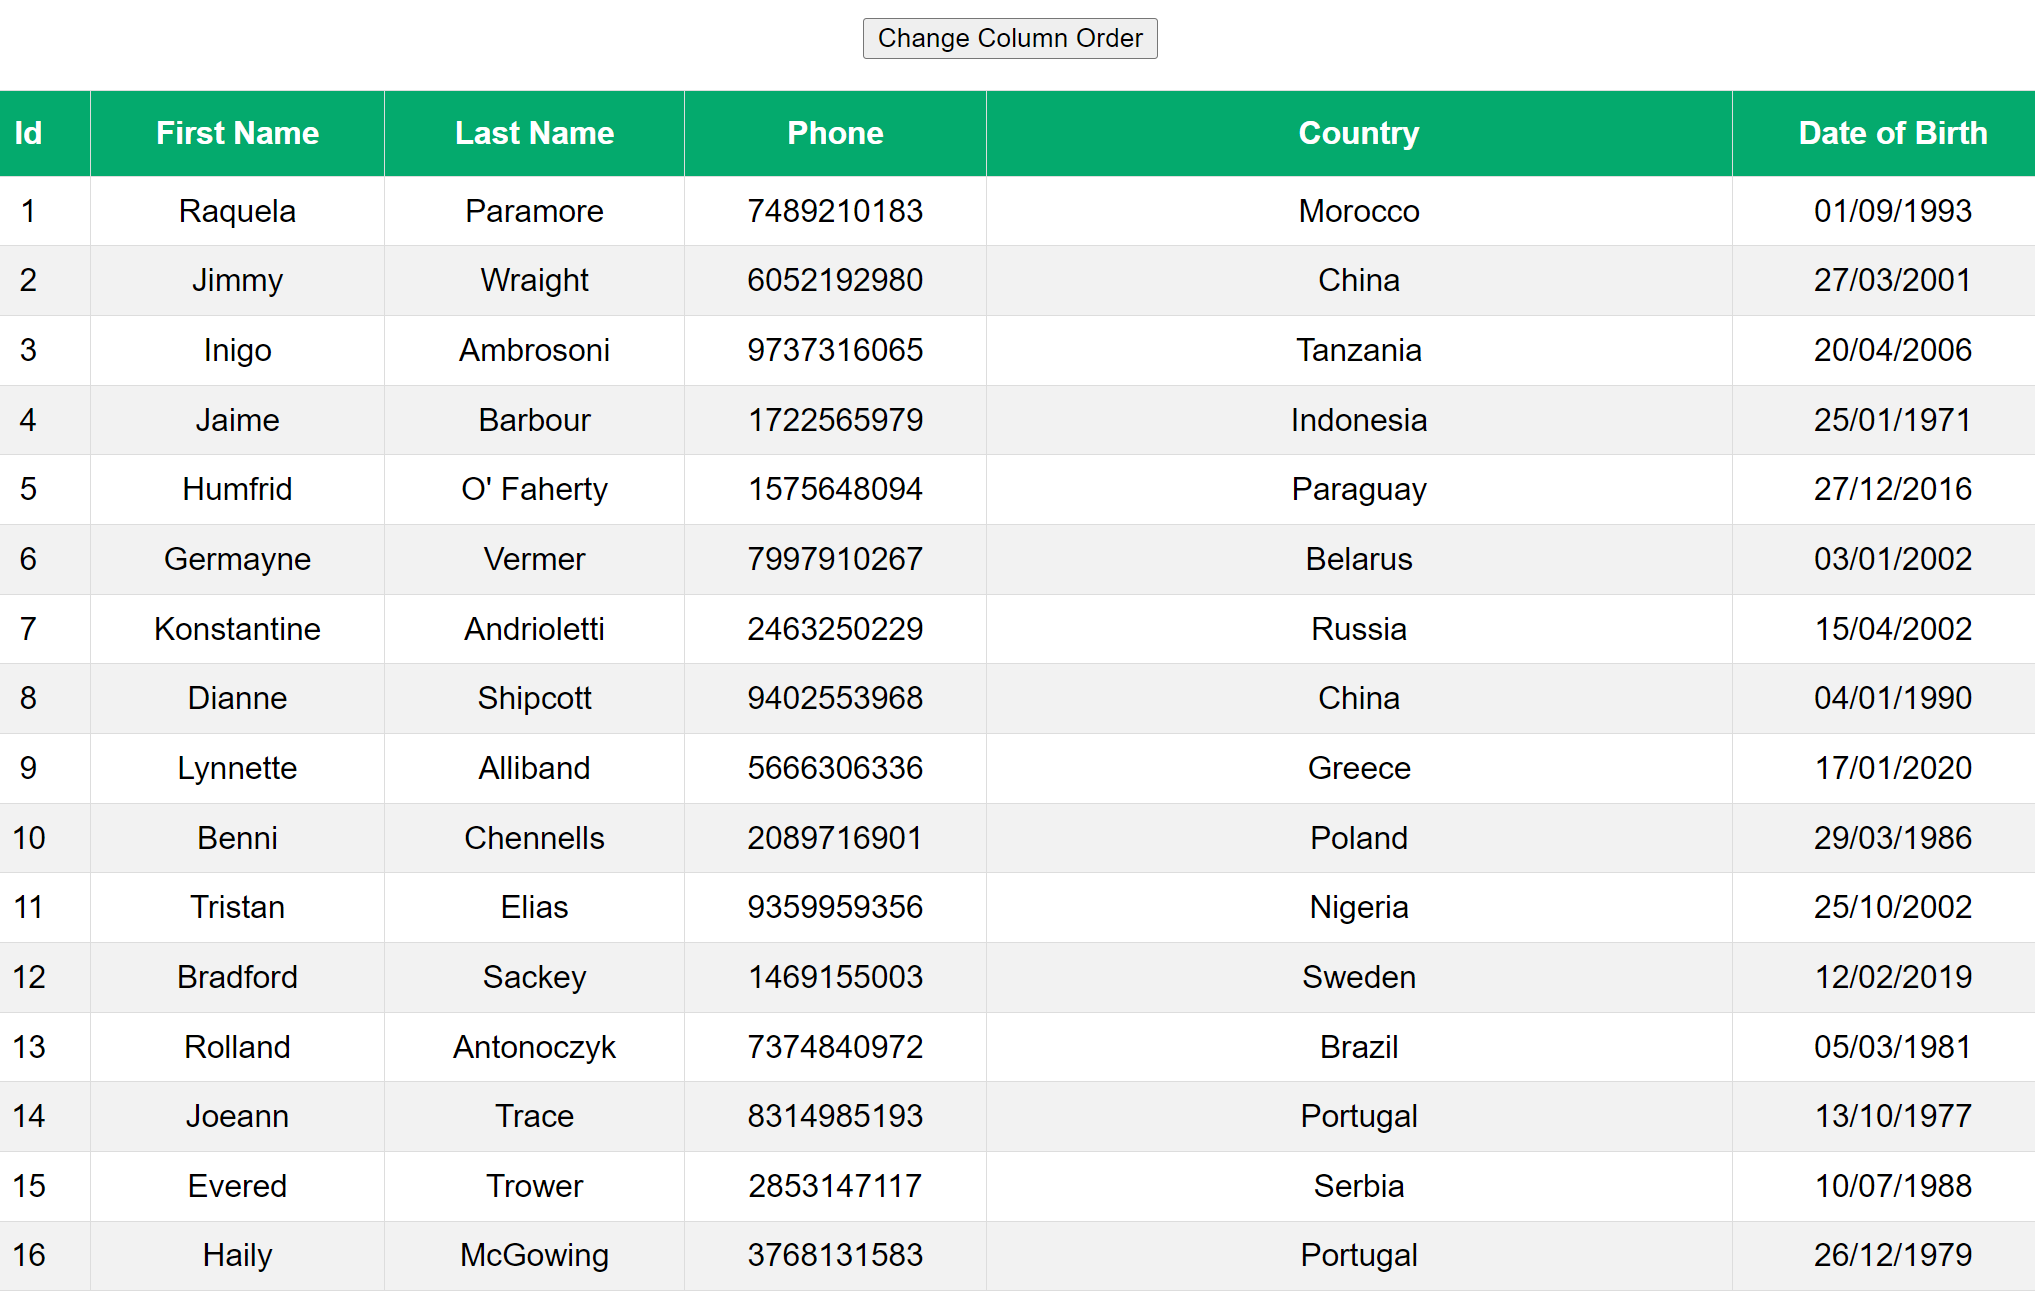 Change Column Order
Id First Name Last Name Phone Country Date of Birth
1 Raquela Paramore 7489210183 Morocco 01/09/1993
2 Jimmy Wraight 6052192980 China 27/03/2001
3 Inigo Ambrosoni 9737316065 Tanzania 20/04/2006
4 Jaime Barbour 1722565979 Indonesia 25/01/1971
5 Humfrid O' Faherty 1575648094 Paraguay 27/12/2016
6 Germayne Vermer 7997910267 Belarus 03/01/2002
7 Konstantine Andrioletti 2463250229 Russia 15/04/2002
8 Dianne Shipcott 9402553968 China 04/01/1990
9 Lynnette Alliband 5666306336 Greece 17/01/2020
10 Benni Chennells 2089716901 Poland 29/03/1986
11 Tristan Elias 9359959356 Nigeria 25/10/2002
12 Bradford Sackey 1469155003 Sweden 12/02/2019
13 Rolland Antonoczyk 7374840972 Brazil 05/03/1981
14 Joeann Trace 8314985193 Portugal 13/10/1977
15 Evered Trower 2853147117 Serbia 10/07/1988
16 Haily McGowing 3768131583 Portugal 26/12/1979